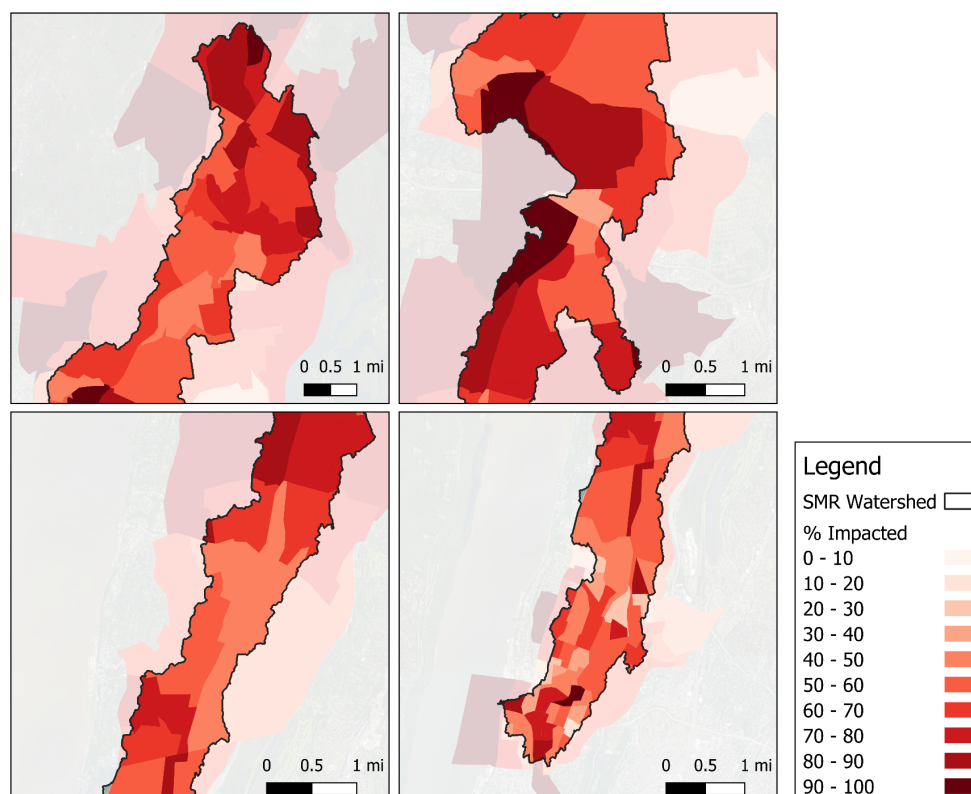 0 0.5 1 mi
0 0.5 1 mi
0 0.5 1 mi
0 0.5 1 mi
Legend
SMR Watershed
% Impacted
0 - 10
10 - 20
20 - 30
30 - 40
40 - 50
50 - 60
60 - 70
70 - 80
80 - 90
90 - 100